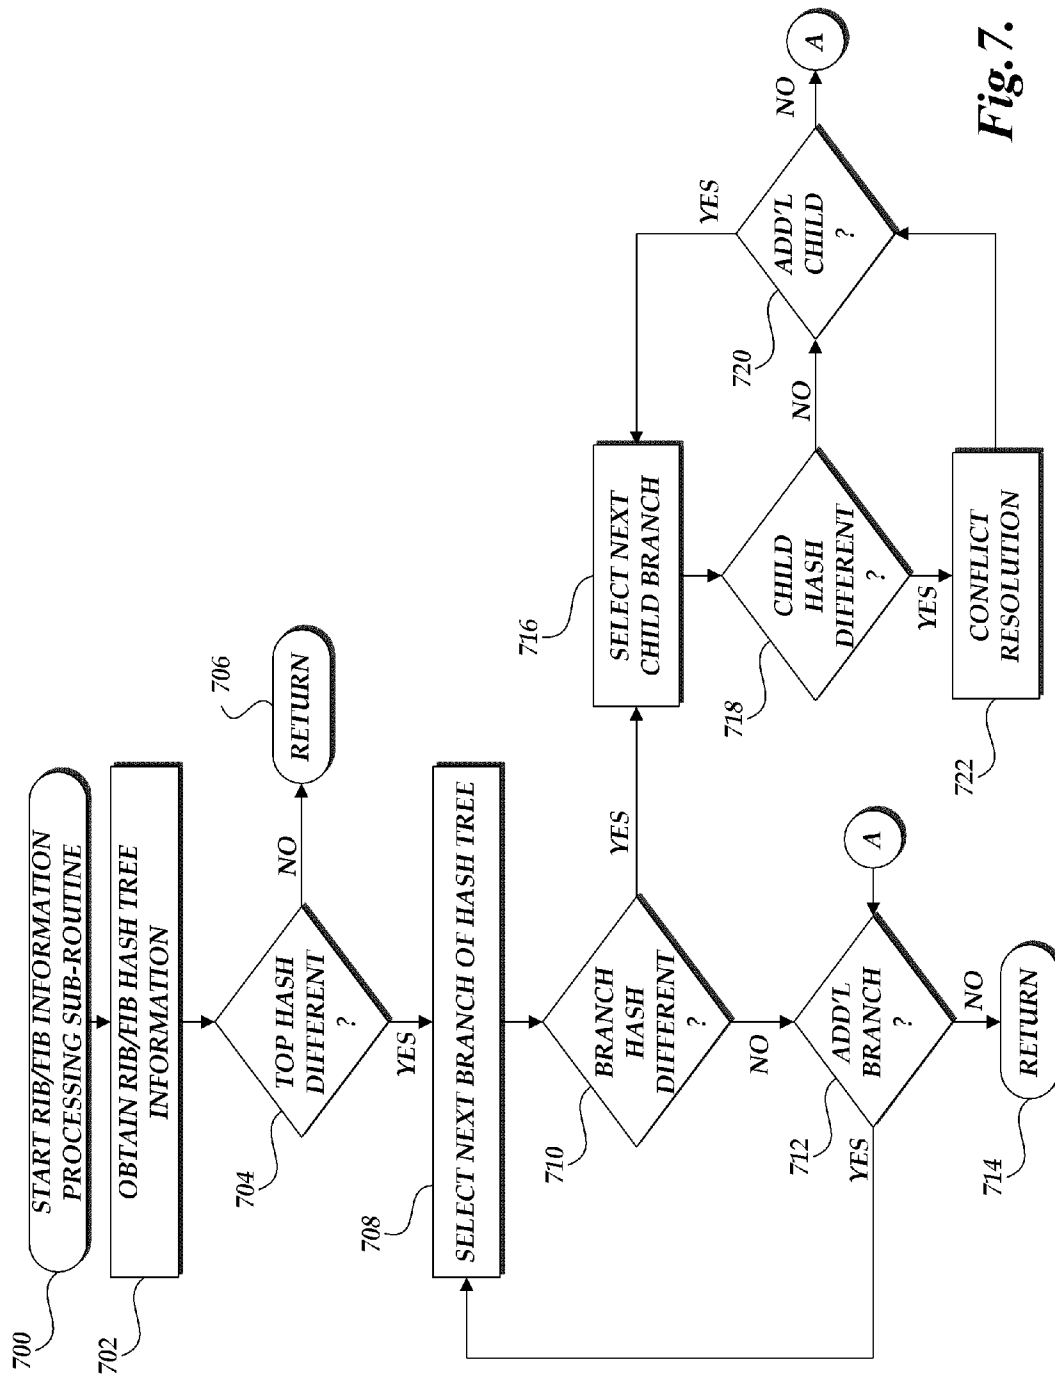 700
START RIB/FIB INFORMATION
PROCESSING SUB-ROUTINE
702
OBTAIN RIB/FIB HASH TREE
INFORMATION
704
TOP HASH
DIFFERENT
?
NO
706
RETURN
YES
708
SELECT NEXT BRANCH OF HASH TREE
710
BRANCH
HASH
DIFFERENT
?
YES
NO
712
ADD'L
BRANCH
?
YES
NO
A
714
RETURN
716
SELECT NEXT
CHILD BRANCH
718
CHILD
HASH
DIFFERENT
?
NO
YES
720
ADD'L
CHILD
?
YES
NO
A
722
CONFLICT
RESOLUTION
Fig.7.